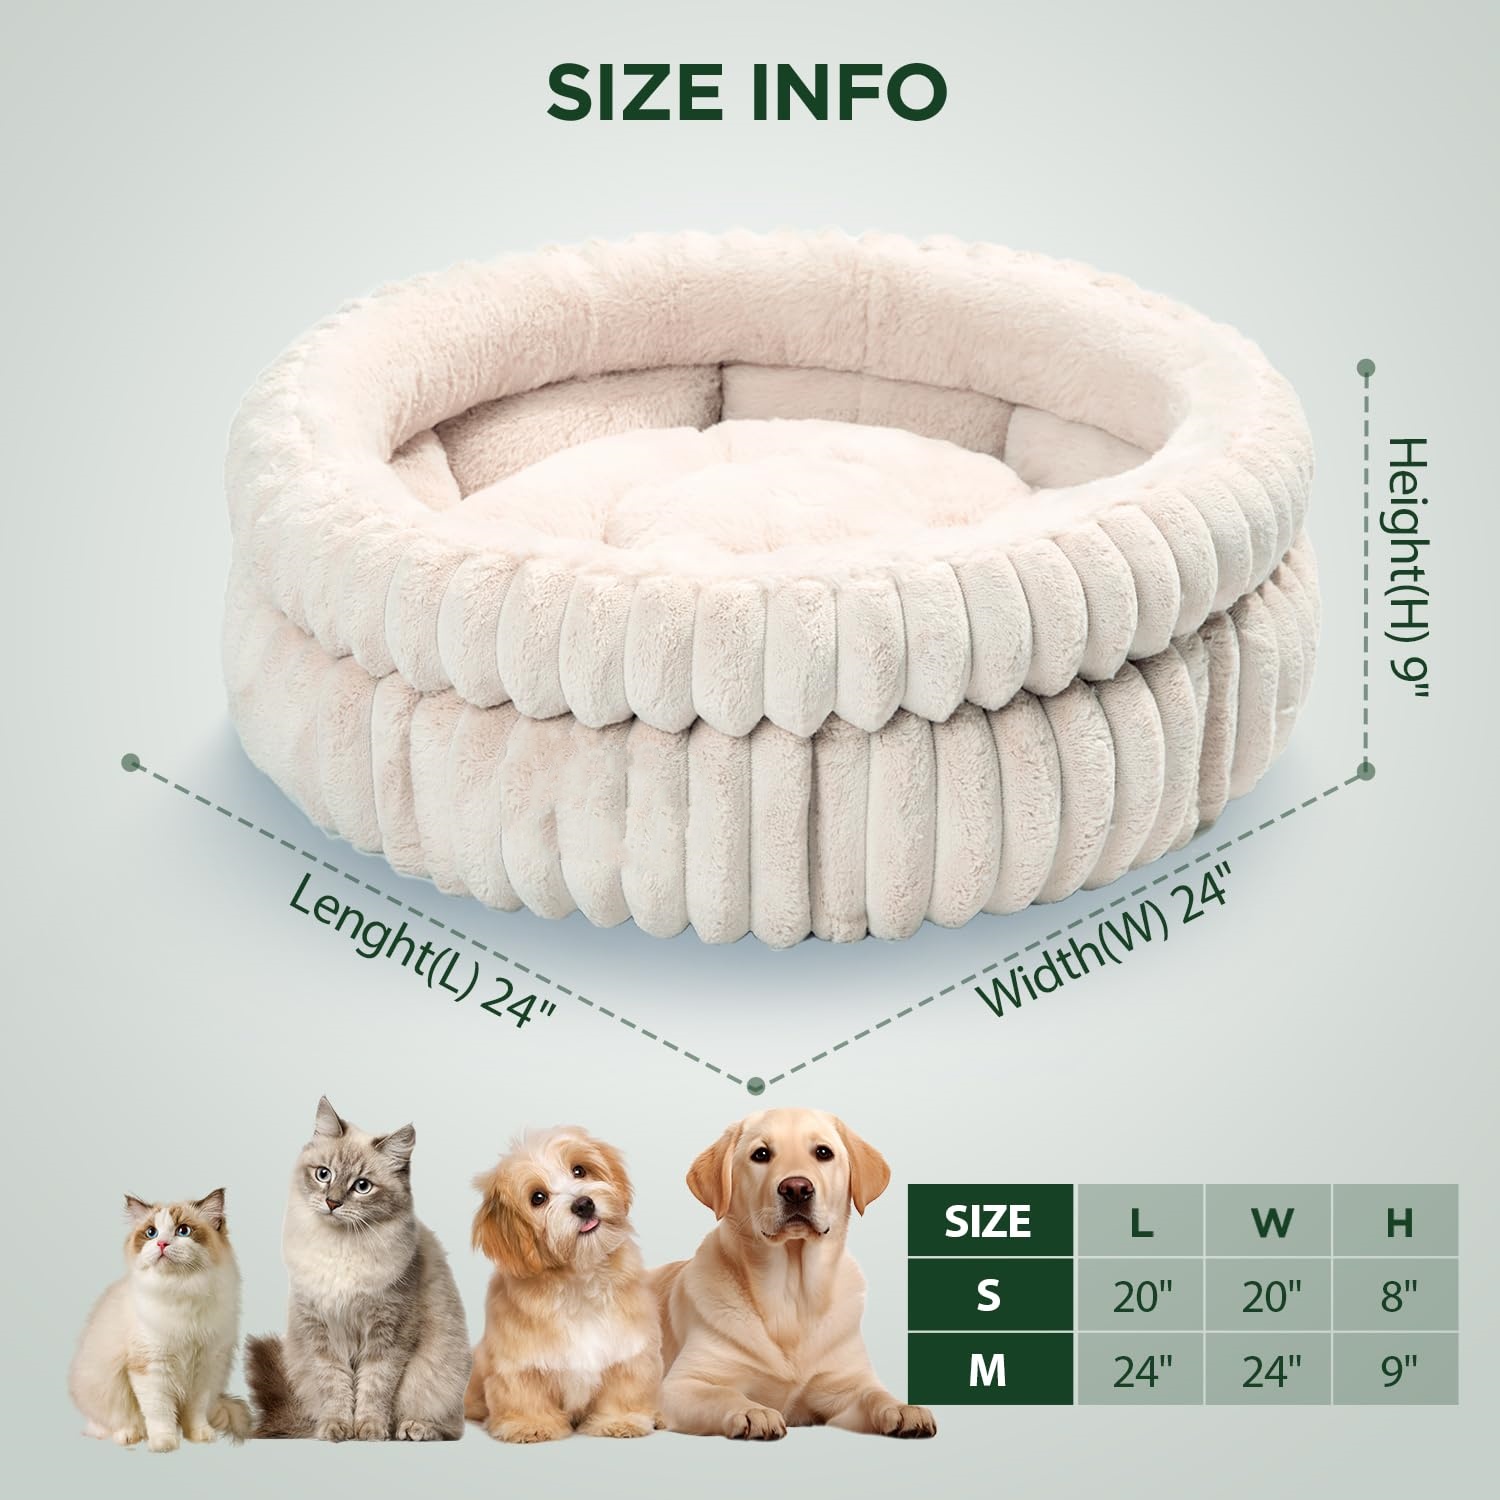 SIZE INFO
Height(H) 9"
Lenght(L) 24"
Width(W) 24"
SIZE L W H
S 20" 20" 8"
M 24" 24" 9"